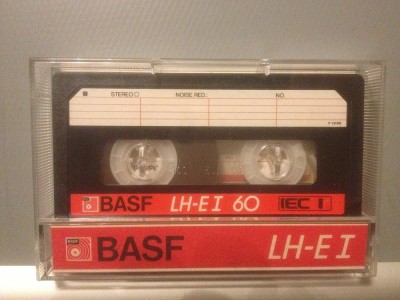 STEREO NOISE RED. NO.
BASF LH-E I 60 IEC I
BASF LH-E I